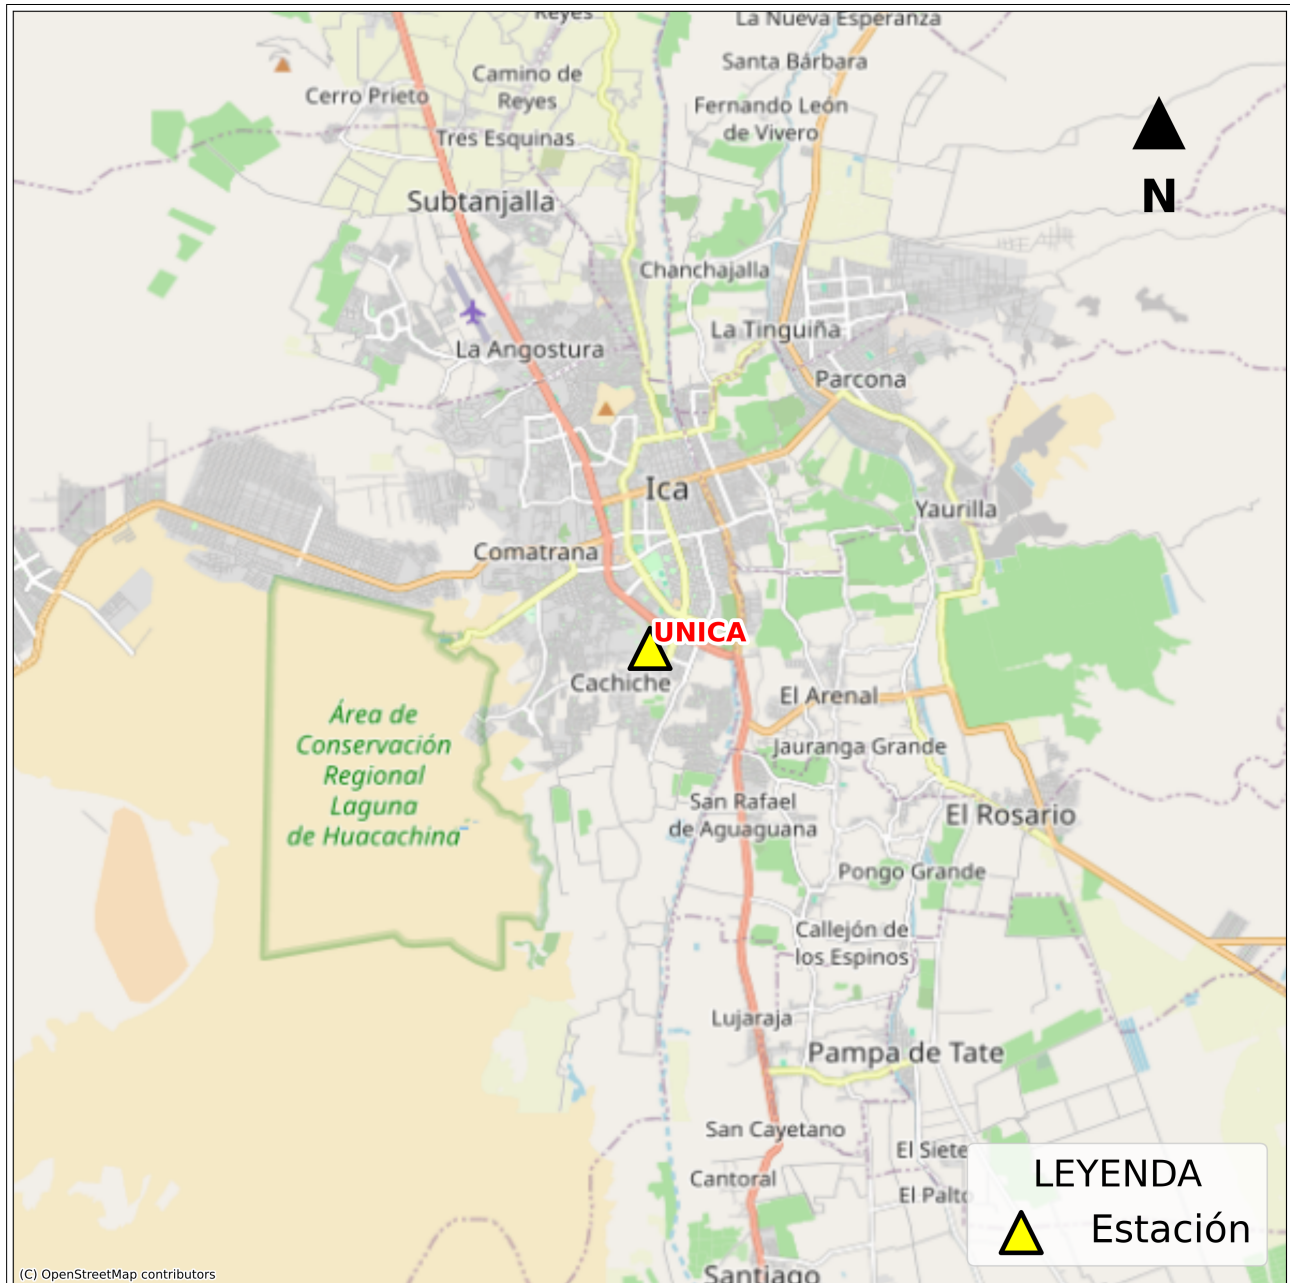 Reyes
La Nueva Esperanza
Santa Bárbara
Camino de
Reyes
Cerro Prieto
Fernando León
de Vivero
Tres Esquinas
N
Subtanjalla
Chanchajalla
La Tinguiña
La Angostura
Parcona
Ica
Yaurilla
Comatrana
UNICA
Cachiche
El Arenal
Área de
Conservación
Regional
Laguna
de Huacachina
Jauranga Grande
San Rafael
de Aguaguana
El Rosario
Pongo Grande
Callejón de
los Espinos
Lujaraja
Pampa de Tate
San Cayetano
El Siete
Cantoral
El Palto
LEYENDA
Estación
Santiago
(C) OpenStreetMap contributors